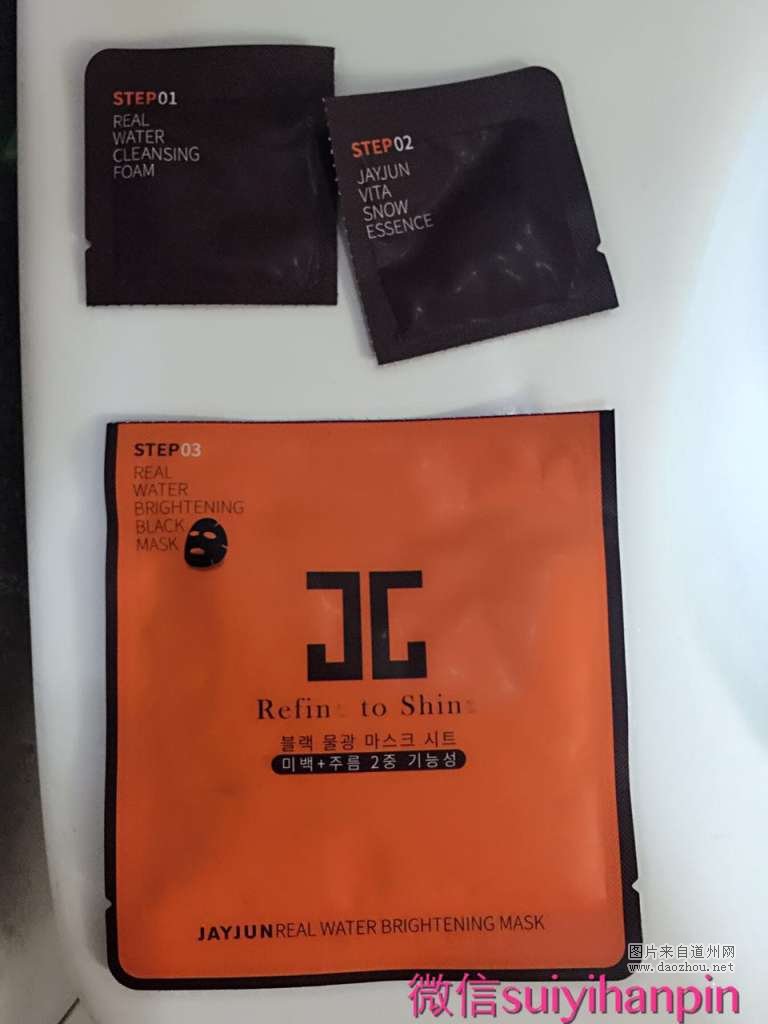 STEP01
REAL
WATER
CLEANSING
FOAM
STEP02
JAYJUN
VITA
SNOW
ESSENCE
STEP03
REAL
WATER
BRIGHTENING
BLACK
MASK
Refin to Shin
블랙 물광 마스크 시트
미백+주름 2중 기능성
JAYJUN REAL WATER BRIGHTENING MASK
图片来自道州网
www.daozhou.net
微信suiyihanpin